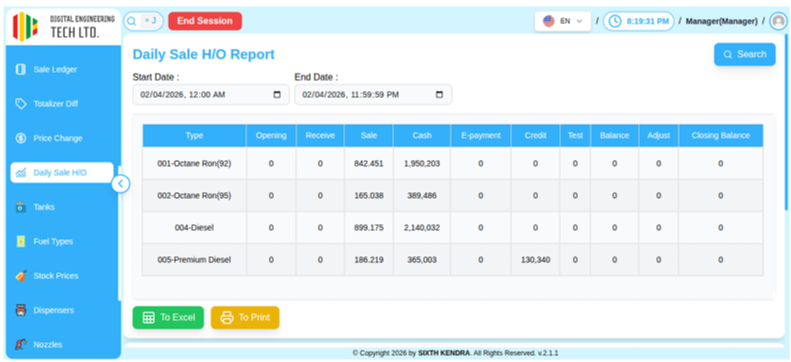 DIGITAL ENGINEERING
TECH LTD.
+ J
End Session
EN
/
8:19:31 PM
/
Manager(Manager)
/
Sale Ledger
Totalizer Diff
Price Change
Daily Sale H/O
Tanks
Fuel Types
Stock Prices
Dispensers
Nozzles
Daily Sale H/O Report
Search
Start Date : End Date :
02/04/2026, 12:00 AM 02/04/2026, 11:59:59 PM
Type Opening Receive Sale Cash E-payment Credit Test Balance Adjust Closing Balance
001-Octane Ron(92) 0 0 842.451 1,950,203 0 0 0 0 0 0
002-Octane Ron(95) 0 0 165.038 389,486 0 0 0 0 0 0
004-Diesel 0 0 899.175 2,140,032 0 0 0 0 0 0
005-Premium Diesel 0 0 186.219 365,003 0 130,340 0 0 0 0
To Excel To Print
© Copyright 2026 by SIXTH KENDRA. All Rights Reserved. v.2.1.1